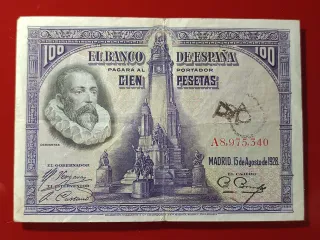 100 EL BANCO DE ESPAÑA 100
PAGARÁ AL PORTADOR
CIEN PESETAS
A8,975,340
MADRID, 15 de Agosto de 1928
EL GOBERNADOR
EL CAJERO
EL INTERVENTOR